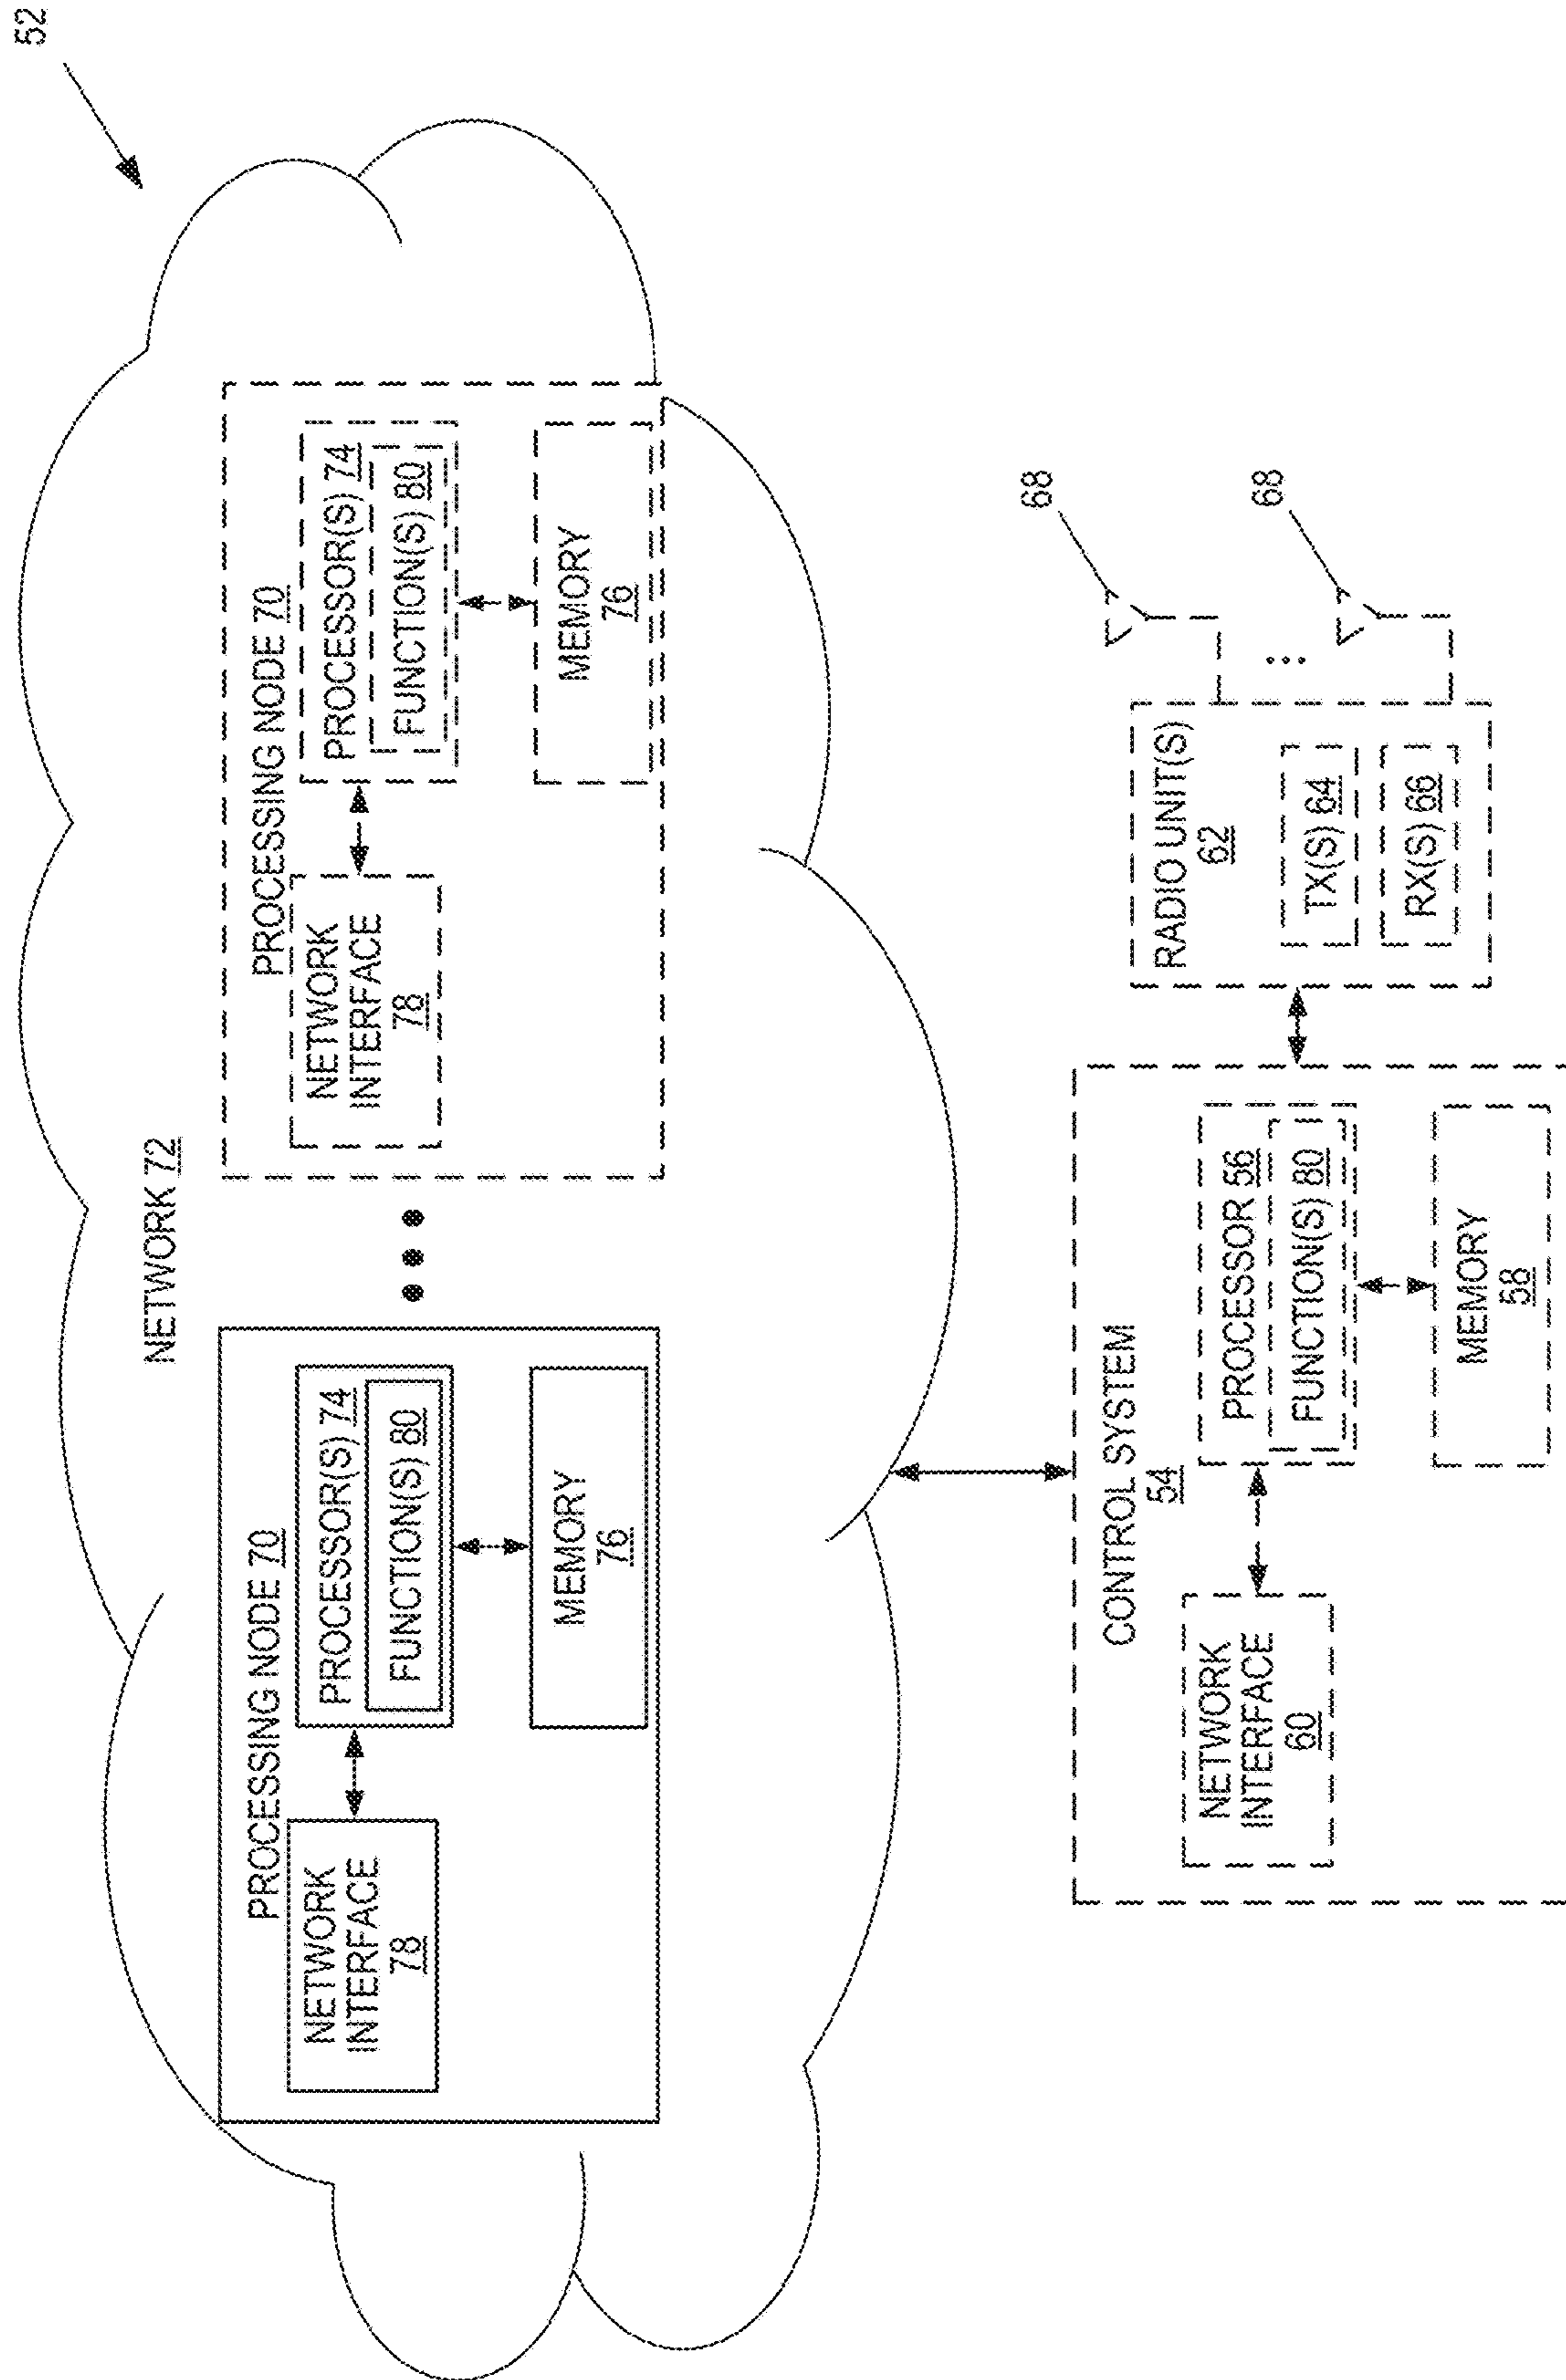 52
NETWORK 72
PROCESSING NODE 70
NETWORK
INTERFACE
78
PROCESSOR(S) 74
FUNCTION(S) 80
MEMORY
76
PROCESSING NODE 70
NETWORK
INTERFACE
78
PROCESSOR(S) 74
FUNCTION(S) 80
MEMORY
76
CONTROL SYSTEM
54
NETWORK
INTERFACE
60
PROCESSOR 56
FUNCTION(S) 80
MEMORY
58
RADIO UNIT(S)
62
TX(S) 64
RX(S) 66
68
68